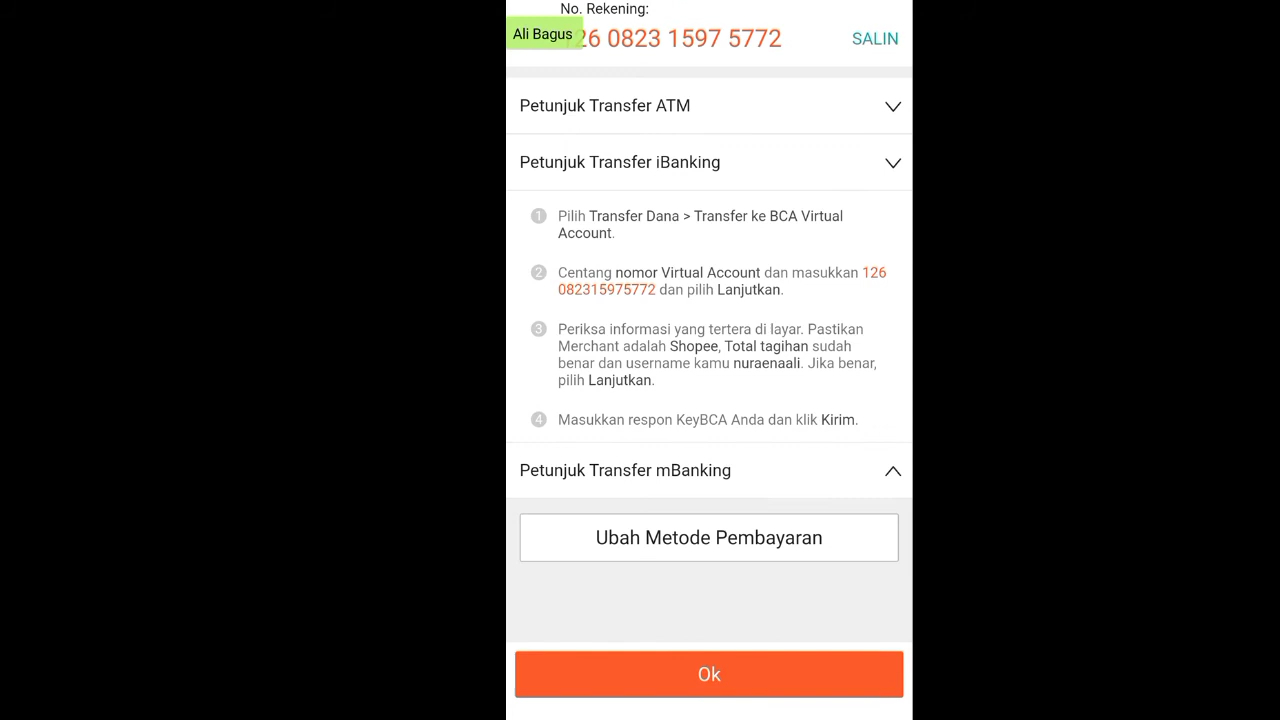 No. Rekening:
Ali Bagus
126 0823 1597 5772
SALIN
Petunjuk Transfer ATM
Petunjuk Transfer iBanking
1 Pilih Transfer Dana > Transfer ke BCA Virtual
Account.
2 Centang nomor Virtual Account dan masukkan 126
082315975772 dan pilih Lanjutkan.
3 Periksa informasi yang tertera di layar. Pastikan
Merchant adalah Shopee, Total tagihan sudah
benar dan username kamu nuraenaali. Jika benar,
pilih Lanjutkan.
4 Masukkan respon KeyBCA Anda dan klik Kirim.
Petunjuk Transfer mBanking
Ubah Metode Pembayaran
Ok